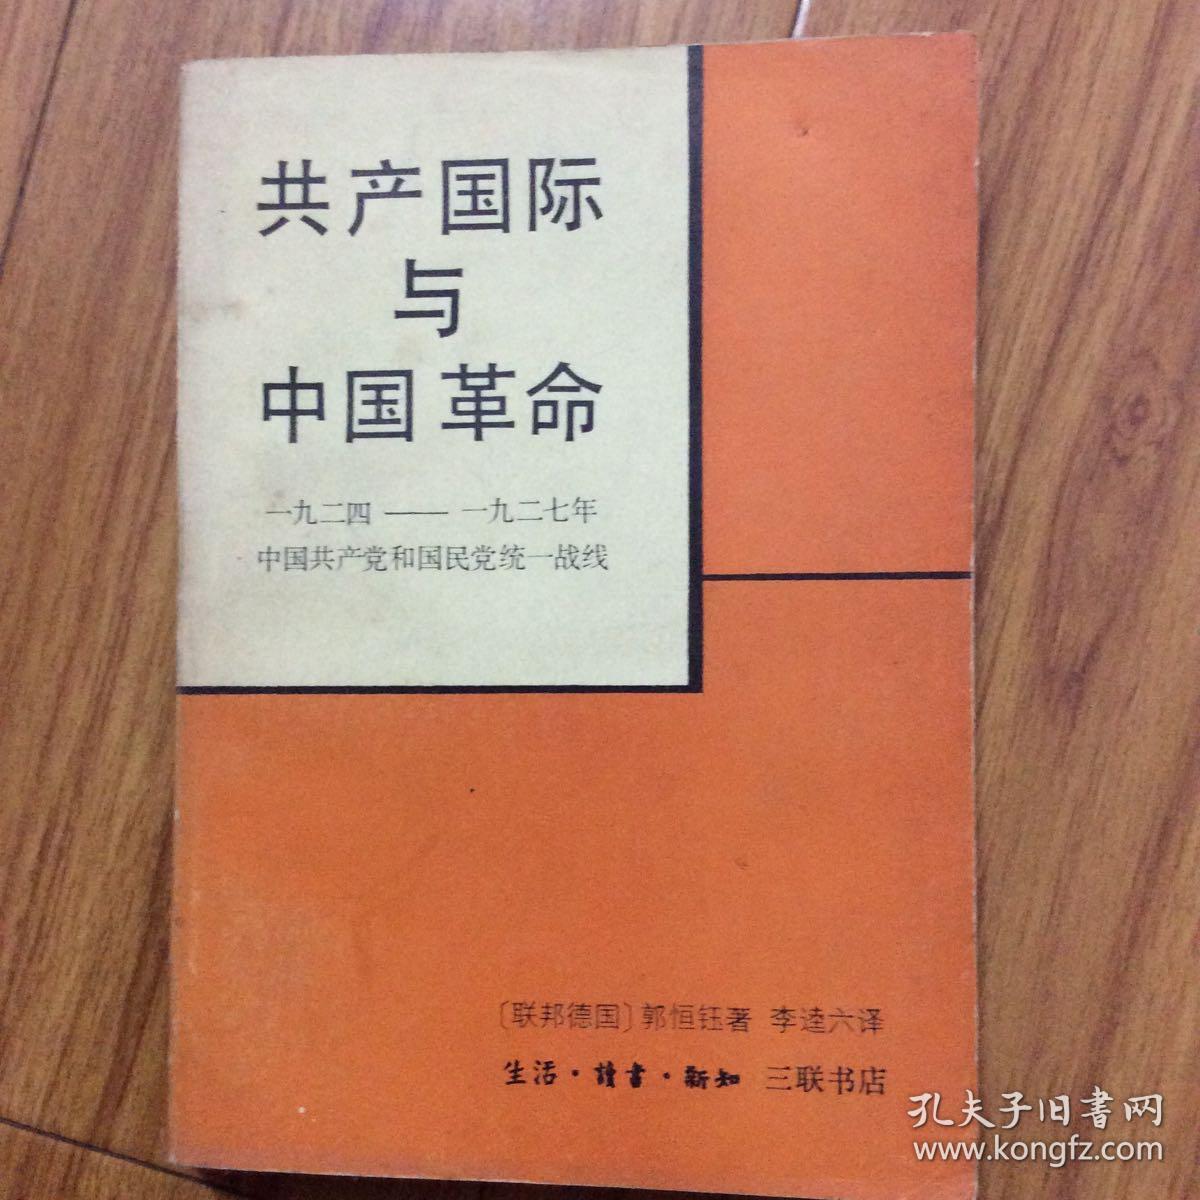 共产国际
与
中国革命
一九二四——一九二七年
中国共产党和国民党统一战线
〔联邦德国〕郭恒钰著 李逵六译
生活·讀書·新知 三联书店
孔夫子旧書网
www.kongfz.com